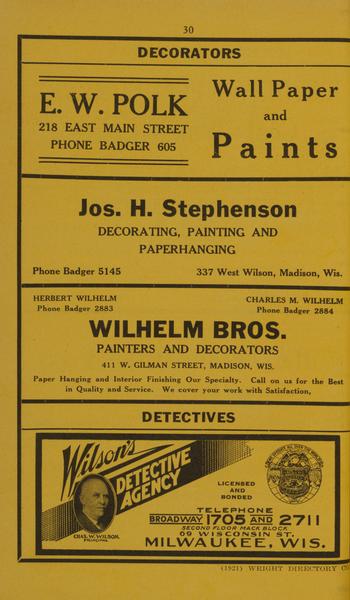 30
DECORATORS
E. W. POLK
218 EAST MAIN STREET
PHONE BADGER 605
Wall Paper
and
Paints
Jos. H. Stephenson
DECORATING, PAINTING AND
PAPERHANGING
Phone Badger 5145 337 West Wilson, Madison, Wis.
HERBERT WILHELM
Phone Badger 2883
CHARLES M. WILHELM
Phone Badger 2884
WILHELM BROS.
PAINTERS AND DECORATORS
411 W. GILMAN STREET, MADISON, WIS.
Paper Hanging and Interior Finishing Our Specialty. Call on us for the Best
in Quality and Service. We cover your work with Satisfaction,
DETECTIVES
Wilson's
DETECTIVE
AGENCY
CHAS. W. WILSON,
PRINCIPAL
LICENSED
AND
BONDED
TELEPHONE
BROADWAY 1705 AND 2711
SECOND FLOOR MACK BLOCK
69 WISCONSIN ST.
MILWAUKEE, WIS.
(1921) WRIGHT DIRECTORY